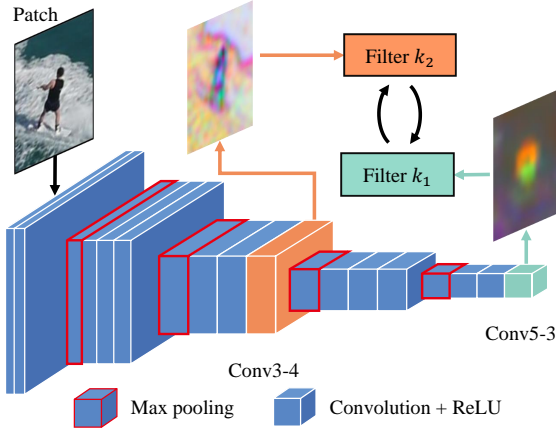 Patch
Filter k₂
Filter k₁
Conv5-3
Conv3-4
Max pooling
Convolution + ReLU